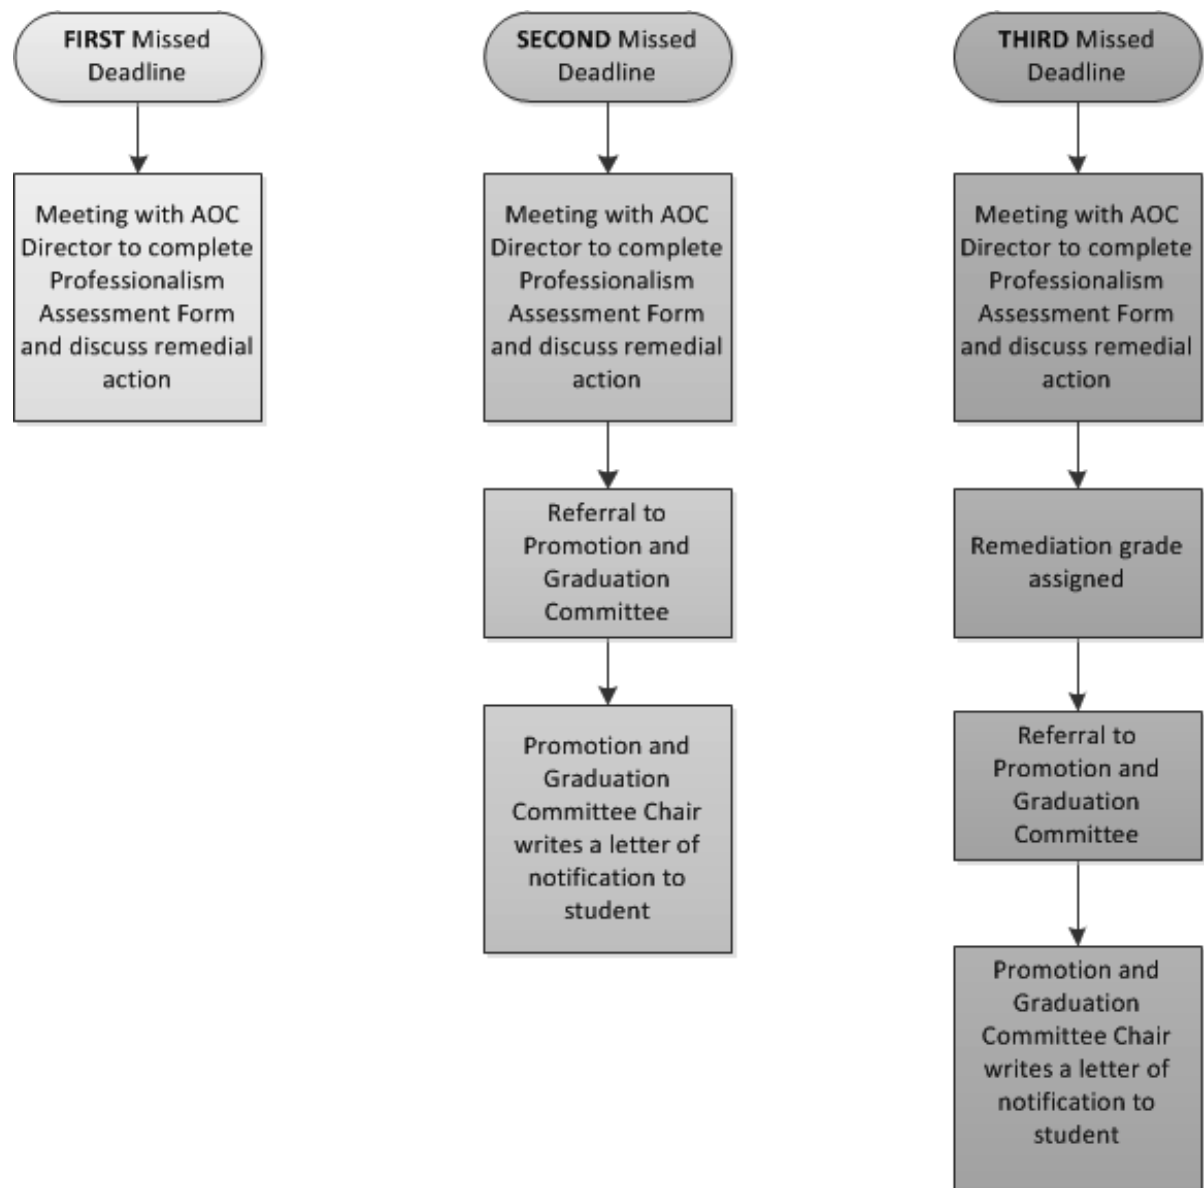 FIRST Missed
Deadline
Meeting with AOC
Director to complete
Professionalism
Assessment Form
and discuss remedial
action
SECOND Missed
Deadline
Meeting with AOC
Director to complete
Professionalism
Assessment Form
and discuss remedial
action
Referral to
Promotion and
Graduation
Committee
Promotion and
Graduation
Committee Chair
writes a letter of
notification to
student
THIRD Missed
Deadline
Meeting with AOC
Director to complete
Professionalism
Assessment Form
and discuss remedial
action
Remediation grade
assigned
Referral to
Promotion and
Graduation
Committee
Promotion and
Graduation
Committee Chair
writes a letter of
notification to
student